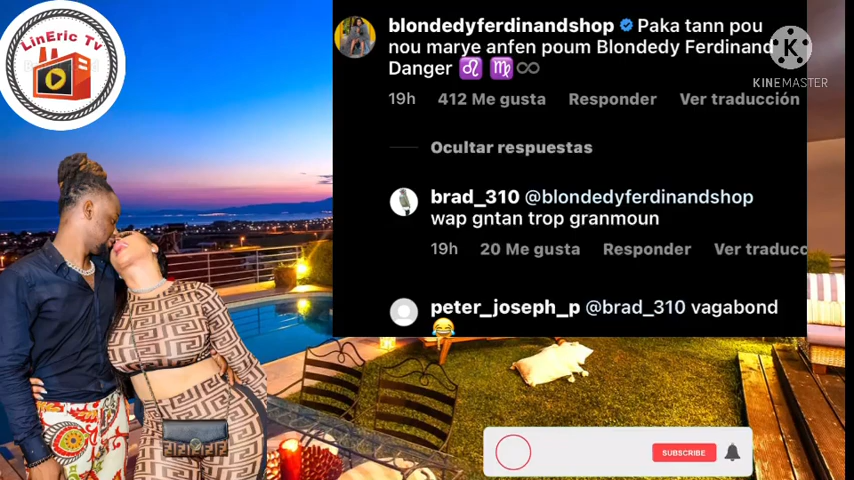 LinEric Tv
blondedyferdinandshop Paka tann pou
nou marye anfen poum Blondedy Ferdinand
Danger ♌ ♍ ♾
19h 412 Me gusta Responder Ver traducción
K
KINEMASTER
Ocultar respuestas
brad_310 @blondedyferdinandshop
wap gntan trop granmoun
19h 20 Me gusta Responder Ver traducc
peter_joseph_p @brad_310 vagabond
😂
SUBSCRIBE